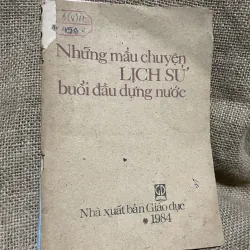 Những mẩu chuyện
LỊCH SỬ
buổi đầu dựng nước
Nhà xuất bản Giáo dục
1984